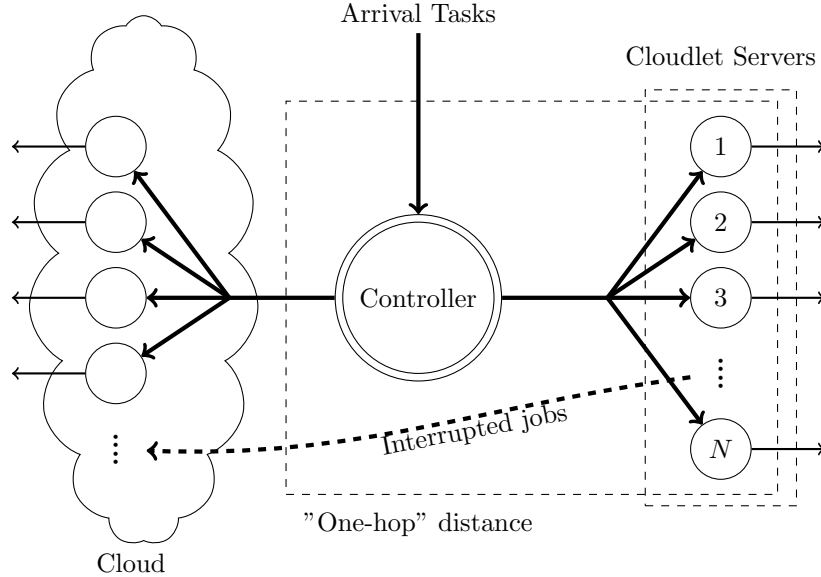 Arrival Tasks
Cloudlet Servers
1
2
Controller
3
Interrupted jobs
N
"One-hop" distance
Cloud